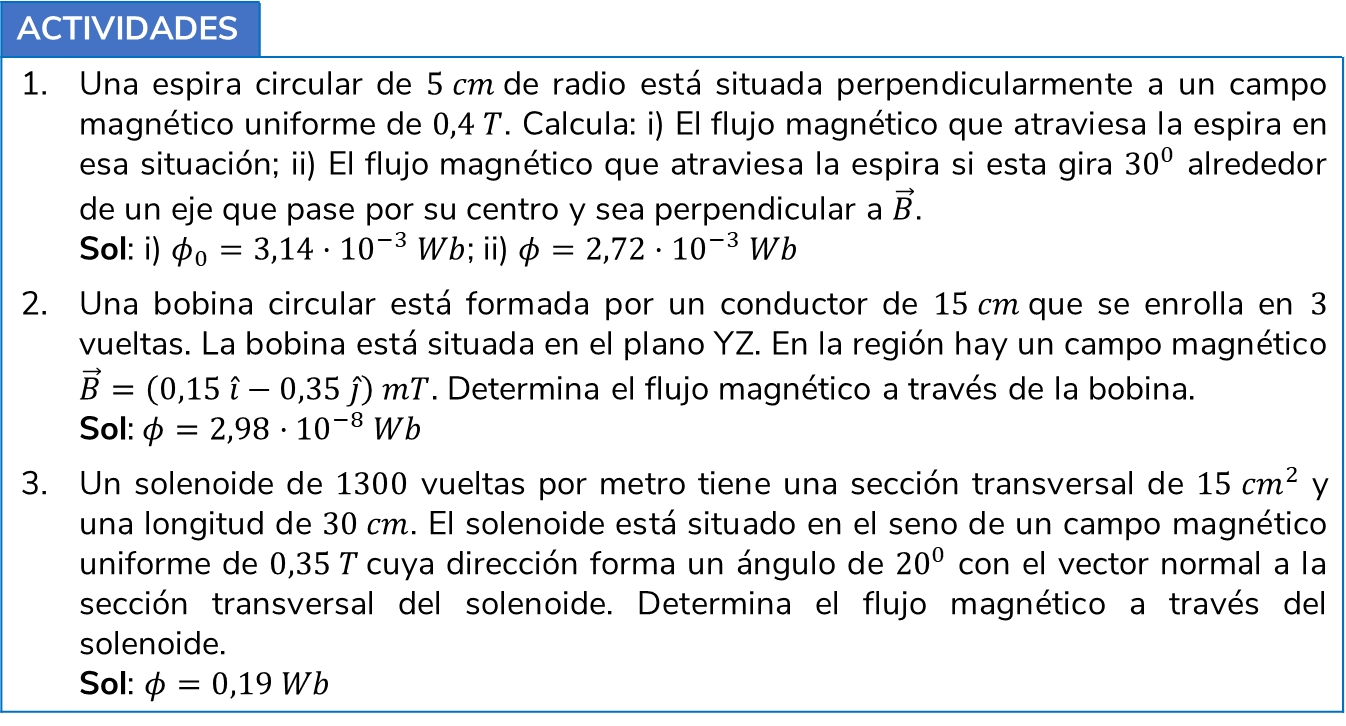 ACTIVIDADES
1. Una espira circular de 5 cm de radio está situada perpendicularmente a un campo
magnético uniforme de 0,4 T. Calcula: i) El flujo magnético que atraviesa la espira en
esa situación; ii) El flujo magnético que atraviesa la espira si esta gira 30⁰ alrededor
de un eje que pase por su centro y sea perpendicular a B⃗.
Sol: i) ϕ₀ = 3,14 · 10⁻³ Wb; ii) ϕ = 2,72 · 10⁻³ Wb
2. Una bobina circular está formada por un conductor de 15 cm que se enrolla en 3
vueltas. La bobina está situada en el plano YZ. En la región hay un campo magnético
B⃗ = (0,15 î − 0,35 ĵ) mT. Determina el flujo magnético a través de la bobina.
Sol: ϕ = 2,98 · 10⁻⁸ Wb
3. Un solenoide de 1300 vueltas por metro tiene una sección transversal de 15 cm² y
una longitud de 30 cm. El solenoide está situado en el seno de un campo magnético
uniforme de 0,35 T cuya dirección forma un ángulo de 20⁰ con el vector normal a la
sección transversal del solenoide. Determina el flujo magnético a través del
solenoide.
Sol: ϕ = 0,19 Wb